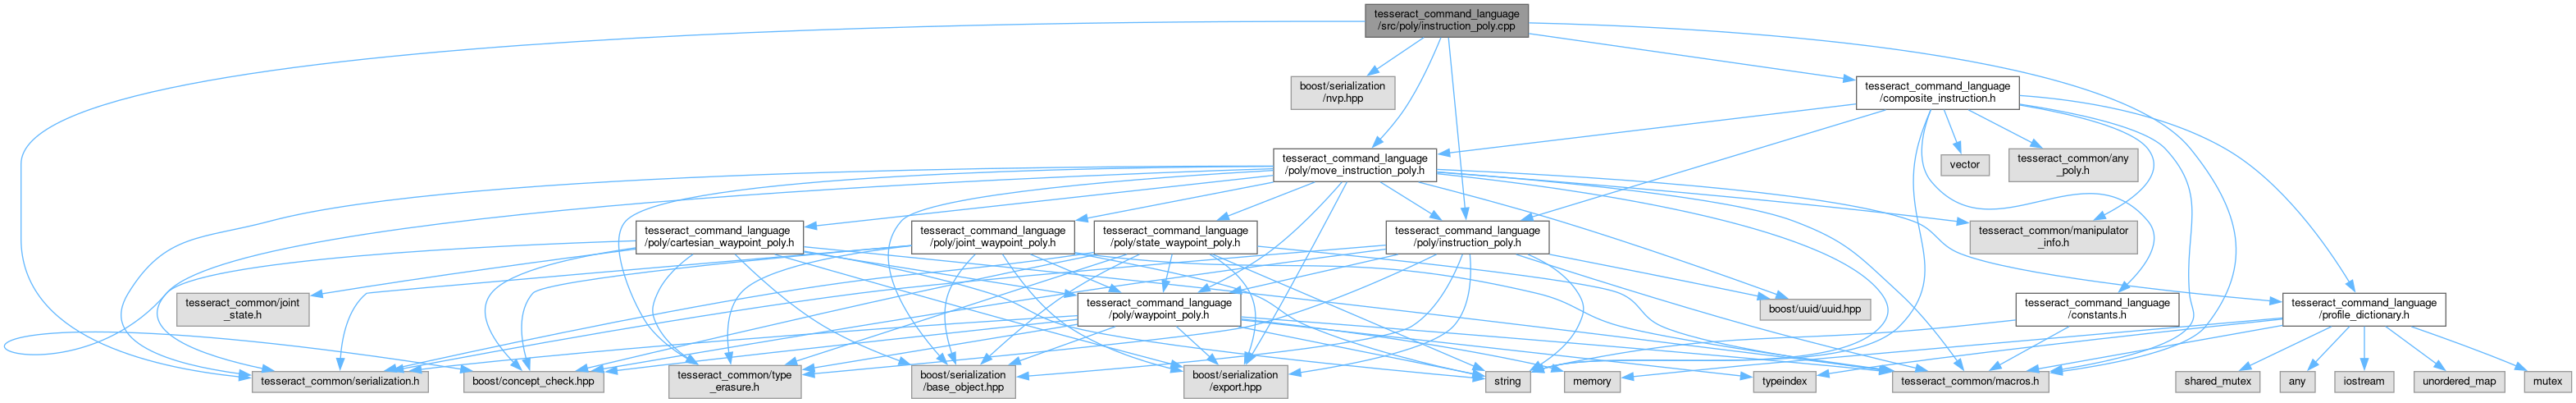 tesseract_command_language
/src/poly/instruction_poly.cpp
boost/serialization
/nvp.hpp
tesseract_command_language
/composite_instruction.h
tesseract_command_language
/poly/move_instruction_poly.h
vector
tesseract_common/any
_poly.h
tesseract_command_language
/poly/cartesian_waypoint_poly.h
tesseract_command_language
/poly/joint_waypoint_poly.h
tesseract_command_language
/poly/state_waypoint_poly.h
tesseract_command_language
/poly/instruction_poly.h
tesseract_common/manipulator
_info.h
tesseract_common/joint
_state.h
tesseract_command_language
/poly/waypoint_poly.h
boost/uuid/uuid.hpp
tesseract_command_language
/constants.h
tesseract_command_language
/profile_dictionary.h
tesseract_common/serialization.h
boost/concept_check.hpp
tesseract_common/type
_erasure.h
boost/serialization
/base_object.hpp
boost/serialization
/export.hpp
string
memory
typeindex
tesseract_common/macros.h
shared_mutex
any
iostream
unordered_map
mutex